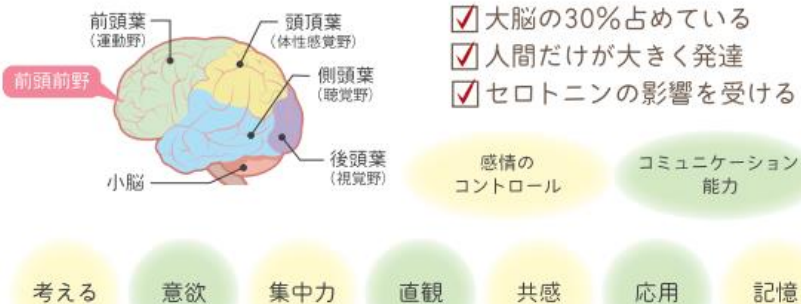 前頭葉
(運動野)
頭頂葉
(体性感覚野)
前頭前野
側頭葉
(聴覚野)
後頭葉
(視覚野)
小脳
大脳の30%占めている
人間だけが大きく発達
セロトニンの影響を受ける
感情の
コントロール
コミュニケーション
能力
考える
意欲
集中力
直観
共感
応用
記憶